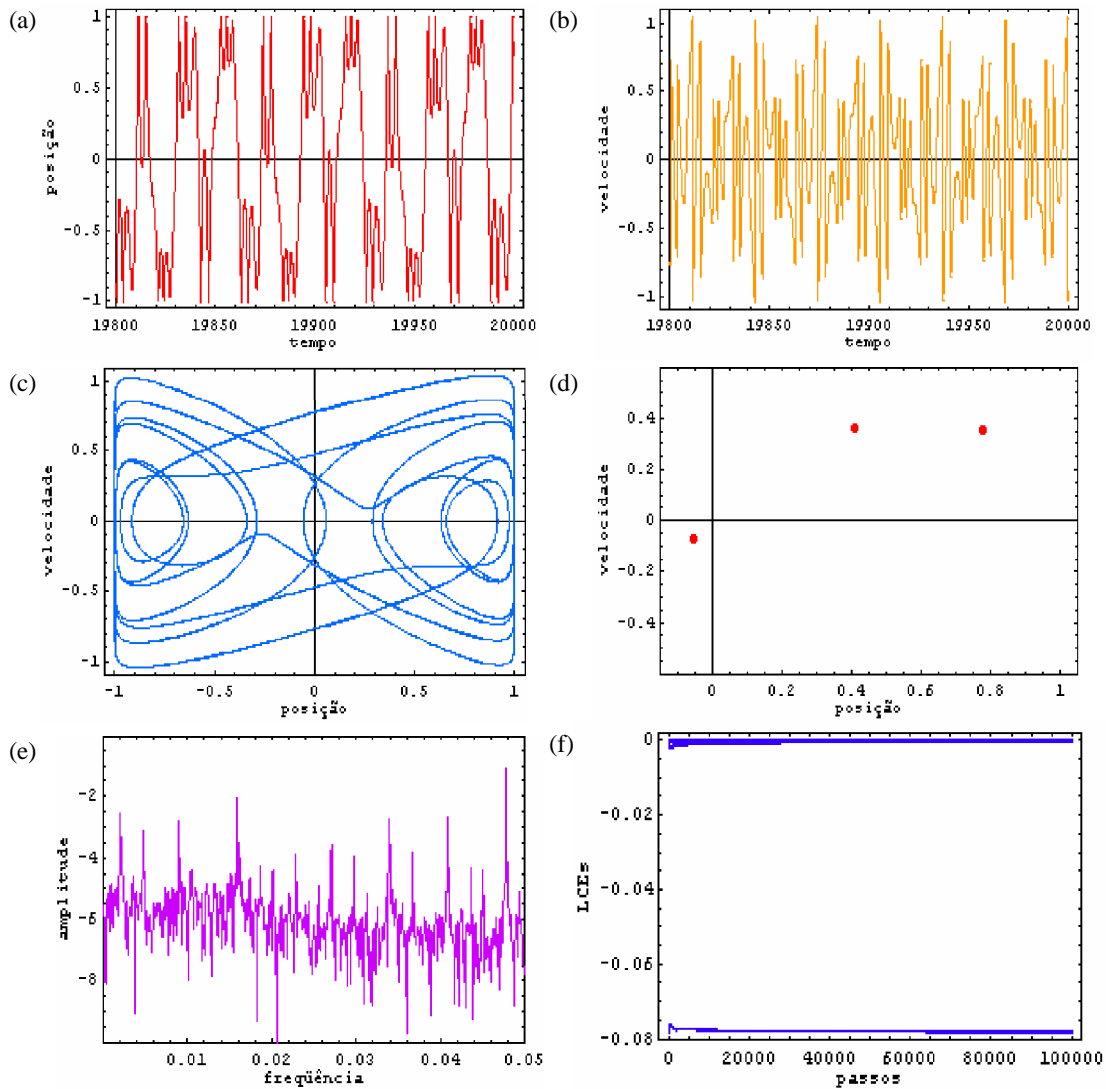 (a)
posição
1
0.5
0
-0.5
-1
19800 19850 19900 19950 20000
tempo
(b)
velocidade
1
0.5
0
-0.5
-1
19800 19850 19900 19950 20000
tempo
(c)
velocidade
1
0.5
0
-0.5
-1
-1 -0.5 0 0.5 1
posição
(d)
velocidade
0.4
0.2
0
-0.2
-0.4
0 0.2 0.4 0.6 0.8 1
posição
(e)
amplitude
-2
-4
-6
-8
0.01 0.02 0.03 0.04 0.05
freqüência
(f)
LCEs
0
-0.02
-0.04
-0.06
-0.08
0 20000 40000 60000 80000 100000
passos